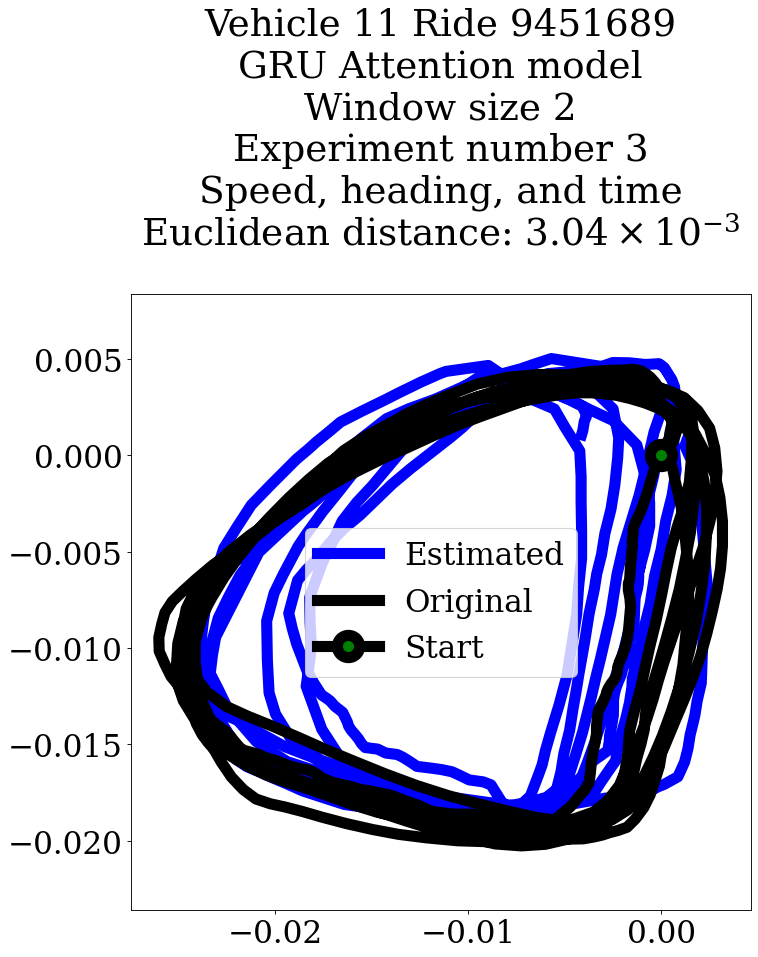 Vehicle 11 Ride 9451689
GRU Attention model
Window size 2
Experiment number 3
Speed, heading, and time
Euclidean distance: 3.04 × 10⁻³
0.005
0.000
−0.005
−0.010
−0.015
−0.020
Estimated
Original
Start
−0.02
−0.01
0.00